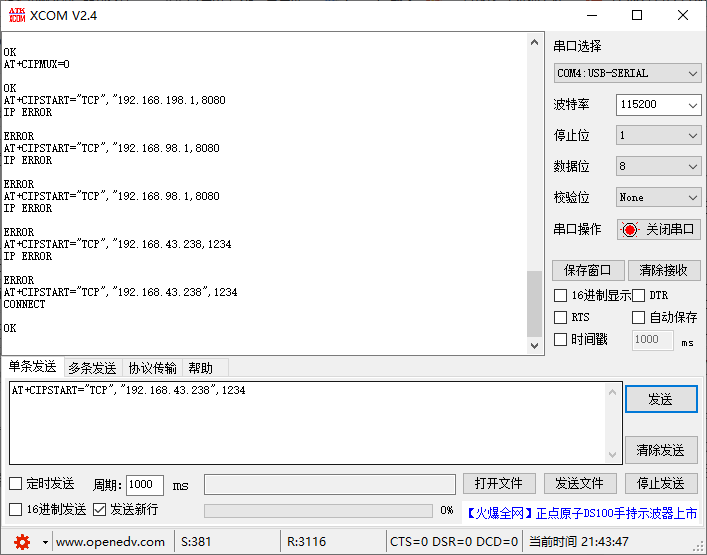 ATK
XCOM
XCOM V2.4
OK
AT+CIPMUX=0
OK
AT+CIPSTART="TCP","192.168.198.1,8080
IP ERROR
ERROR
AT+CIPSTART="TCP","192.168.98.1,8080
IP ERROR
ERROR
AT+CIPSTART="TCP","192.168.98.1,8080
IP ERROR
ERROR
AT+CIPSTART="TCP","192.168.43.238,1234
IP ERROR
ERROR
AT+CIPSTART="TCP","192.168.43.238",1234
CONNECT
OK
串口选择
COM4:USB-SERIAL
波特率 115200
停止位 1
数据位 8
校验位 None
串口操作 关闭串口
保存窗口 清除接收
16进制显示 DTR
RTS 自动保存
时间戳 1000 ms
单条发送 多条发送 协议传输 帮助
AT+CIPSTART="TCP","192.168.43.238",1234
发送
清除发送
定时发送 周期: 1000 ms 打开文件 发送文件 停止发送
16进制发送 发送新行 0% 【火爆全网】正点原子DS100手持示波器上市
www.openedv.com S:381 R:3116 CTS=0 DSR=0 DCD=0 当前时间 21:43:47